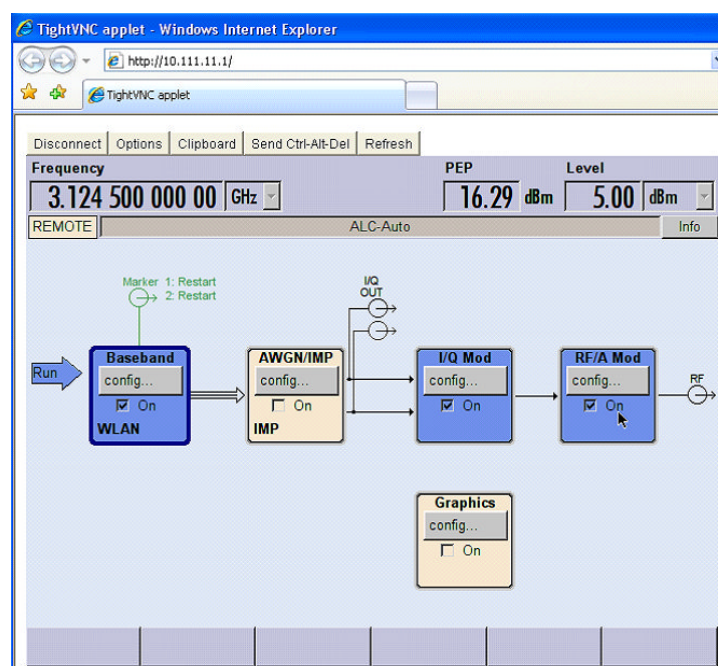 TightVNC applet - Windows Internet Explorer
http://10.111.11.1/
TightVNC applet
Disconnect Options Clipboard Send Ctrl-Alt-Del Refresh
Frequency PEP Level
3.124 500 000 00 GHz 16.29 dBm 5.00 dBm
REMOTE ALC-Auto Info
Marker 1: Restart
2: Restart
I/Q
OUT
Run
Baseband AWGN/IMP I/Q Mod RF/A Mod
config... config... config... config... RF
On On On On
WLAN IMP
Graphics
config...
On